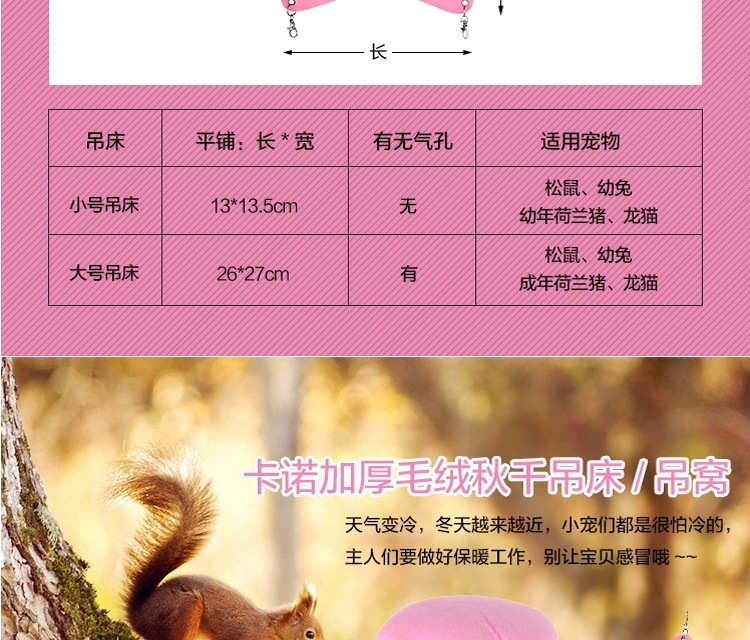 长
吊床 平铺：长 * 宽 有无气孔 适用宠物
小号吊床 13*13.5cm 无 松鼠、幼兔
幼年荷兰猪、龙猫
大号吊床 26*27cm 有 松鼠、幼兔
成年荷兰猪、龙猫
卡诺加厚毛绒秋千吊床 / 吊窝
天气变冷，冬天越来越近，小宠们都是很怕冷的，
主人们要做好保暖工作，别让宝贝感冒哦 ~~